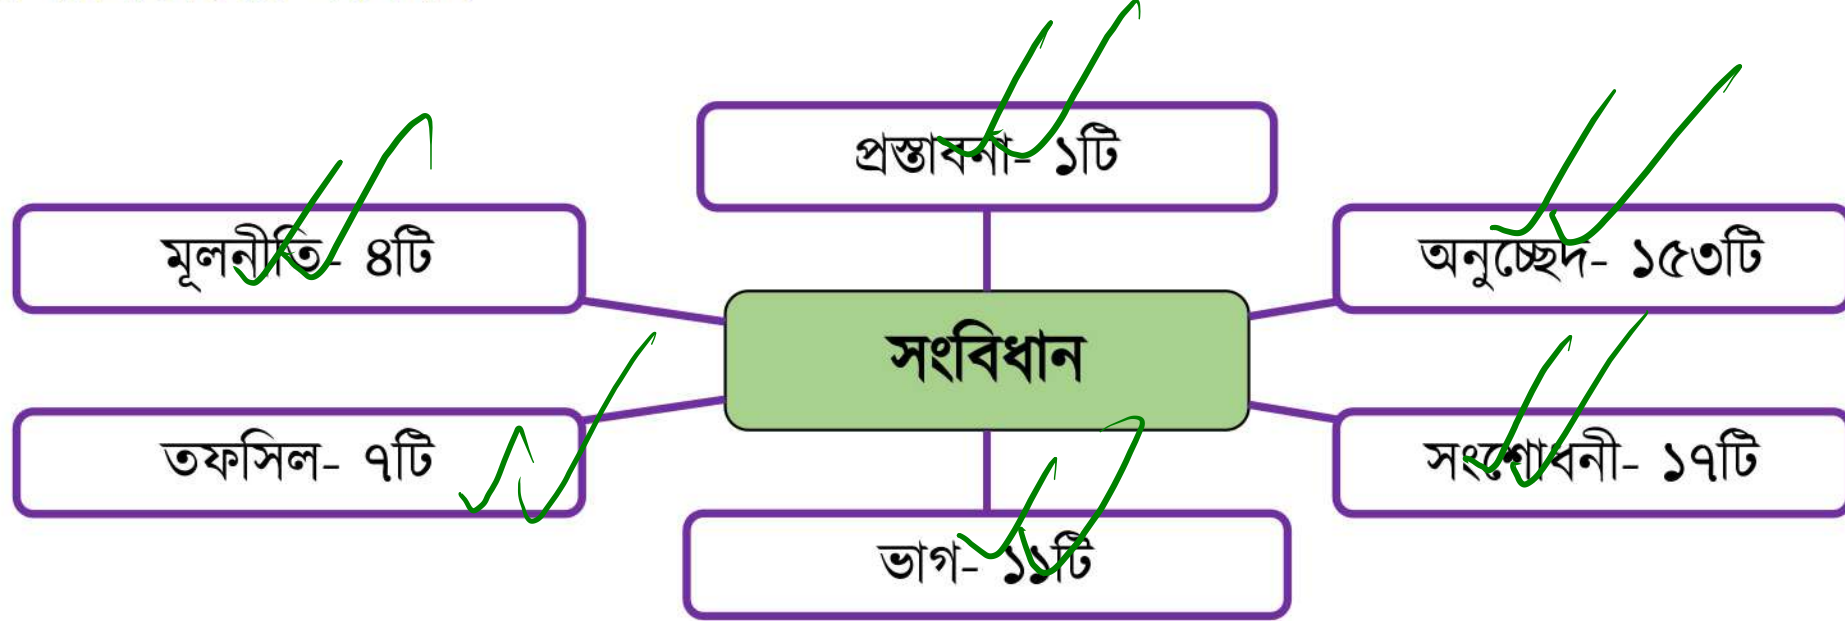 প্রস্তাবনা- ১টি
মূলনীতি- ৪টি
অনুচ্ছেদ- ১৫৩টি
সংবিধান
তফসিল- ৭টি
সংশোধনী- ১৭টি
ভাগ- ১১টি